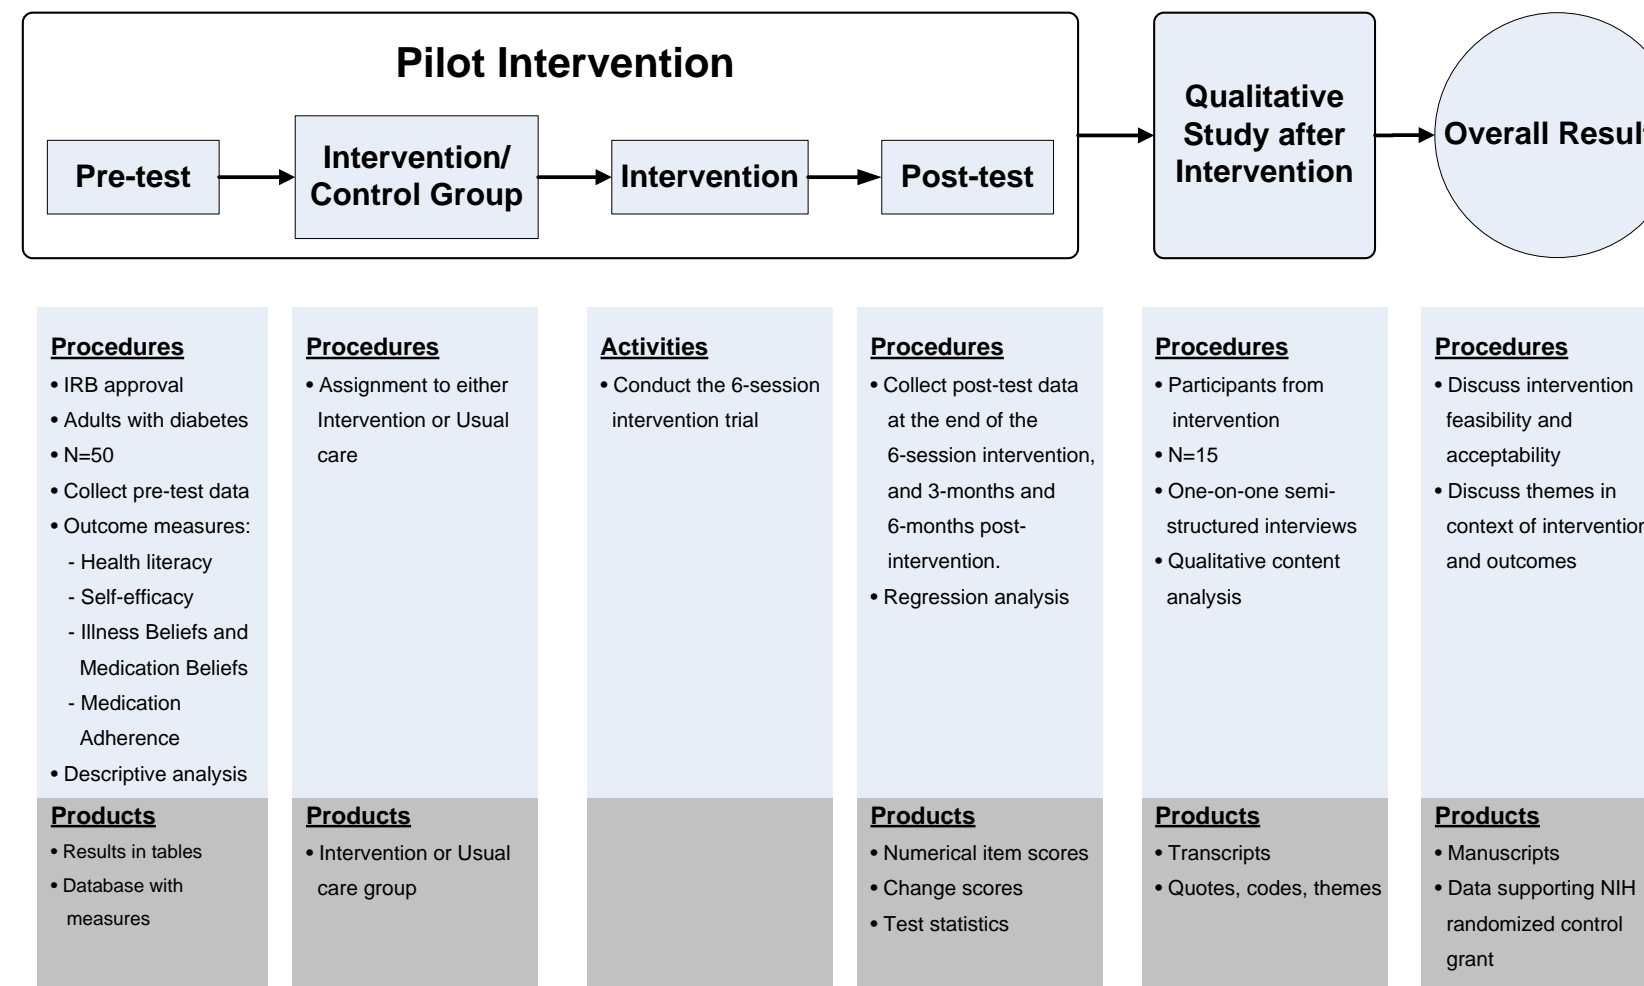 Pilot Intervention
Pre-test
Intervention/
Control Group
Intervention
Post-test
Qualitative
Study after
Intervention
Overall
Procedures
• IRB approval
• Adults with diabetes
• N=50
• Collect pre-test data
• Outcome measures:
- Health literacy
- Self-efficacy
- Illness Beliefs and
Medication Beliefs
- Medication
Adherence
• Descriptive analysis
Products
• Results in tables
• Database with
measures
Procedures
• Assignment to either
Intervention or Usual
care
Products
• Intervention or Usual
care group
Activities
• Conduct the 6-session
intervention trial
Procedures
• Collect post-test data
at the end of the
6-session intervention,
and 3-months and
6-months post-
intervention.
• Regression analysis
Products
• Numerical item scores
• Change scores
• Test statistics
Procedures
• Participants from
intervention
• N=15
• One-on-one semi-
structured interviews
• Qualitative content
analysis
Products
• Transcripts
• Quotes, codes, themes
Procedures
• Discuss intervention
feasibility and
acceptability
• Discuss themes in
context of intervention
and outcomes
Products
• Manuscripts
• Data supporting NIH
randomized control
grant